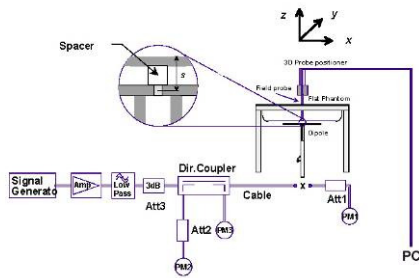 z
y
x
Spacer
s
3D Probe positioner
Field probe
Flat Phantom
Dipole
Signal
Generato
Amp.
Low
Pass
3dB
Att3
Dir.Coupler
Cable
x
Att1
Att2
PM3
PM1
PM2
PC